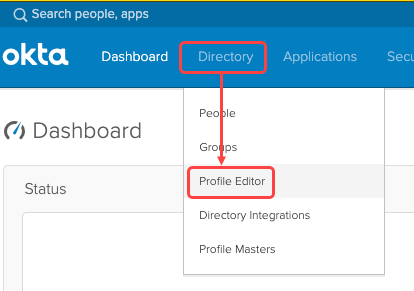 Search people, apps
okta Dashboard Directory Applications Secu
People
Dashboard
Groups
Profile Editor
Status
Directory Integrations
Profile Masters